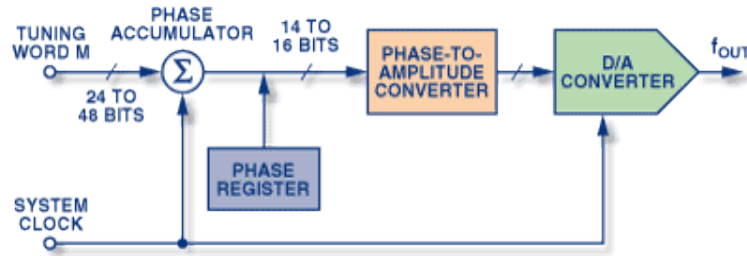 TUNING
WORD M
24 TO
48 BITS
PHASE
ACCUMULATOR
Σ
14 TO
16 BITS
PHASE-TO-
AMPLITUDE
CONVERTER
D/A
CONVERTER
fOUT
PHASE
REGISTER
SYSTEM
CLOCK